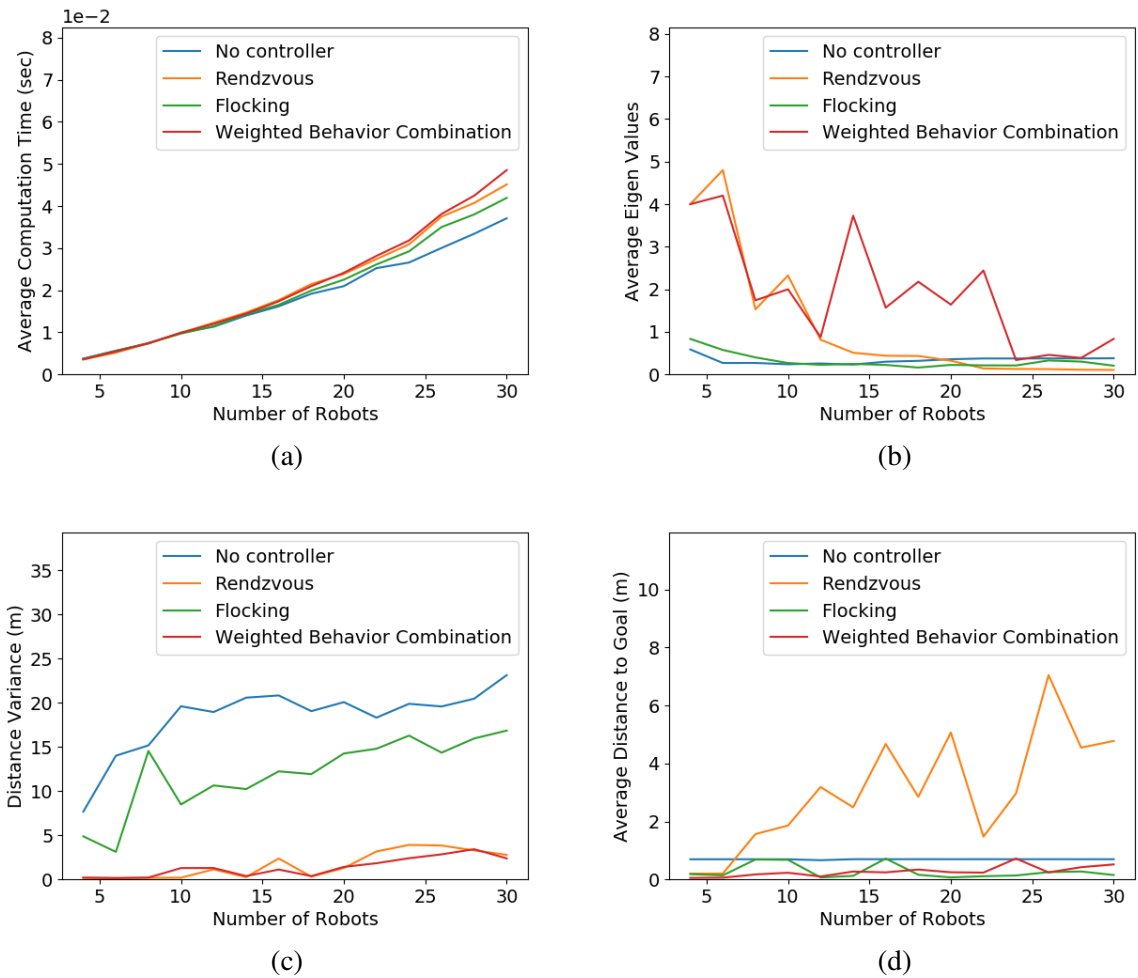 1e−2
8
7
6
5
4
3
2
1
0
Average Computation Time (sec)
No controller
Rendzvous
Flocking
Weighted Behavior Combination
5 10 15 20 25 30
Number of Robots
(a)
8
7
6
5
4
3
2
1
0
Average Eigen Values
No controller
Rendzvous
Flocking
Weighted Behavior Combination
5 10 15 20 25 30
Number of Robots
(b)
35
30
25
20
15
10
5
0
Distance Variance (m)
No controller
Rendzvous
Flocking
Weighted Behavior Combination
5 10 15 20 25 30
Number of Robots
(c)
10
8
6
4
2
0
Average Distance to Goal (m)
No controller
Rendzvous
Flocking
Weighted Behavior Combination
5 10 15 20 25 30
Number of Robots
(d)